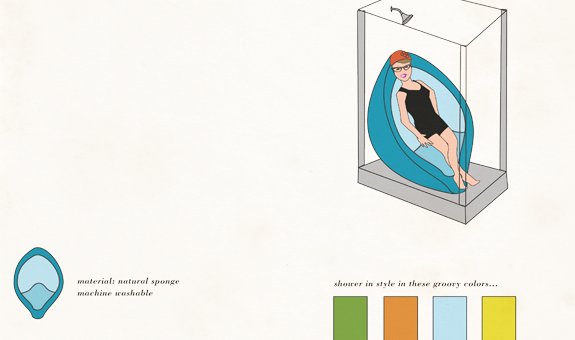 material: natural sponge
machine washable
shower in style in these groovy colors...